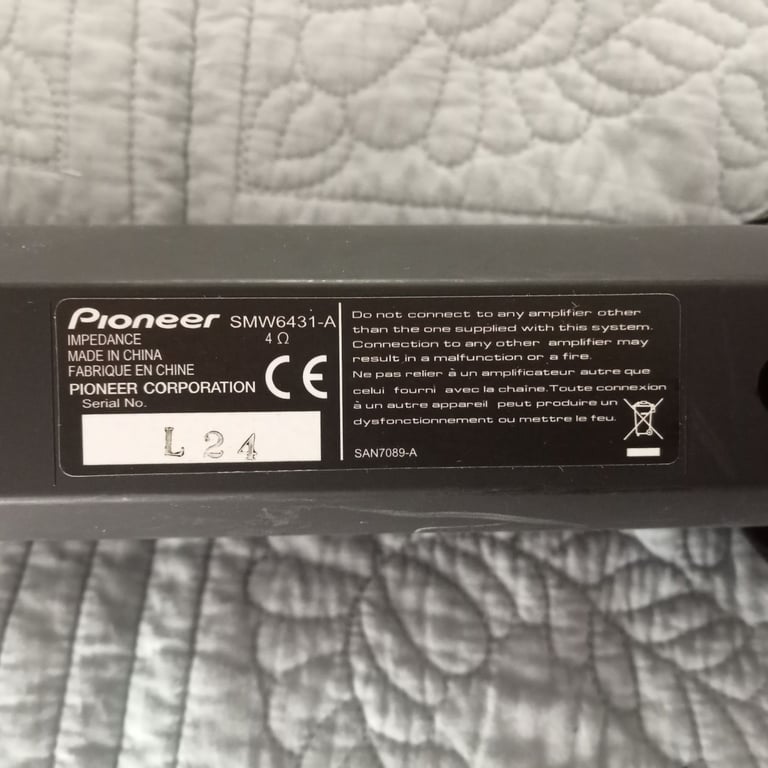 Pioneer SMW6431-A
IMPEDANCE 4 Ω
MADE IN CHINA
FABRIQUE EN CHINE
PIONEER CORPORATION CE
Serial No.
L 24
Do not connect to any amplifier other
than the one supplied with this system.
Connection to any other amplifier may
result in a malfunction or a fire.
Ne pas relier à un amplificateur autre que
celui fourni avec la chaîne.Toute connexion
à un autre appareil peut produire un
dysfonctionnement ou mettre le feu.
SAN7089-A